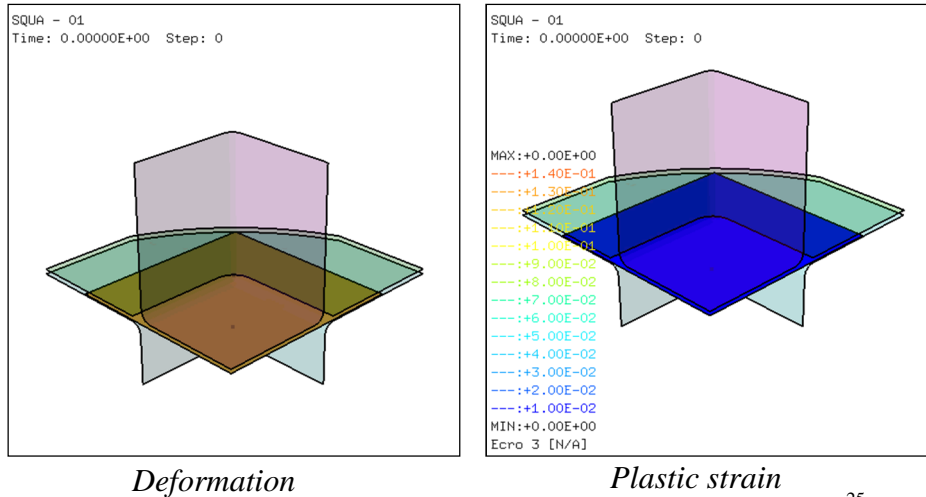 SQUA - 01
Time: 0.00000E+00 Step: 0
SQUA - 01
Time: 0.00000E+00 Step: 0
MAX:+0.00E+00
---:+1.40E-01
---:+1.30E-01
---:+1.20E-01
---:+1.10E-01
---:+1.00E-01
---:+9.00E-02
---:+8.00E-02
---:+7.00E-02
---:+6.00E-02
---:+5.00E-02
---:+4.00E-02
---:+3.00E-02
---:+2.00E-02
---:+1.00E-02
MIN:+0.00E+00
Ecro 3 [N/A]
Deformation
Plastic strain